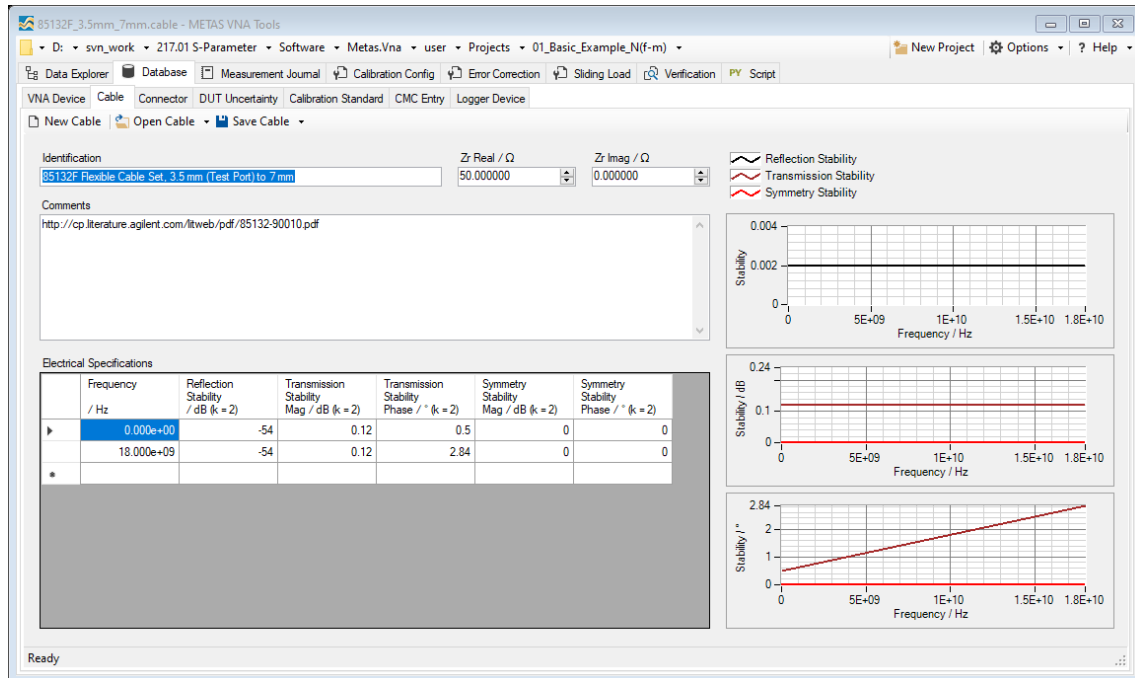 85132F_3.5mm_7mm.cable - METAS VNA Tools
D: svn_work 217.01 S-Parameter Software Metas.Vna user Projects 01_Basic_Example_N(f-m) New Project Options ? Help
Data Explorer Database Measurement Journal Calibration Config Error Correction Sliding Load Verification PY Script
VNA Device Cable Connector DUT Uncertainty Calibration Standard CMC Entry Logger Device
New Cable Open Cable Save Cable
Identification Zr Real / Ω Zr Imag / Ω
85132F Flexible Cable Set, 3.5 mm (Test Port) to 7 mm 50.000000 0.000000
Comments
http://cp.literature.agilent.com/litweb/pdf/85132-90010.pdf
Electrical Specifications
Frequency Reflection Transmission Transmission Symmetry Symmetry
Stability Stability Stability Stability Stability
/ Hz / dB (k = 2) Mag / dB (k = 2) Phase / ° (k = 2) Mag / dB (k = 2) Phase / ° (k = 2)
0.000e+00 -54 0.12 0.5 0 0
18.000e+09 -54 0.12 2.84 0 0
Reflection Stability
Transmission Stability
Symmetry Stability
0.004
0.002
0
Stability
0 5E+09 1E+10 1.5E+10 1.8E+10
Frequency / Hz
0.24
0.1
0
Stability / dB
0 5E+09 1E+10 1.5E+10 1.8E+10
Frequency / Hz
2.84
2
1
0
Stability / °
0 5E+09 1E+10 1.5E+10 1.8E+10
Frequency / Hz
Ready